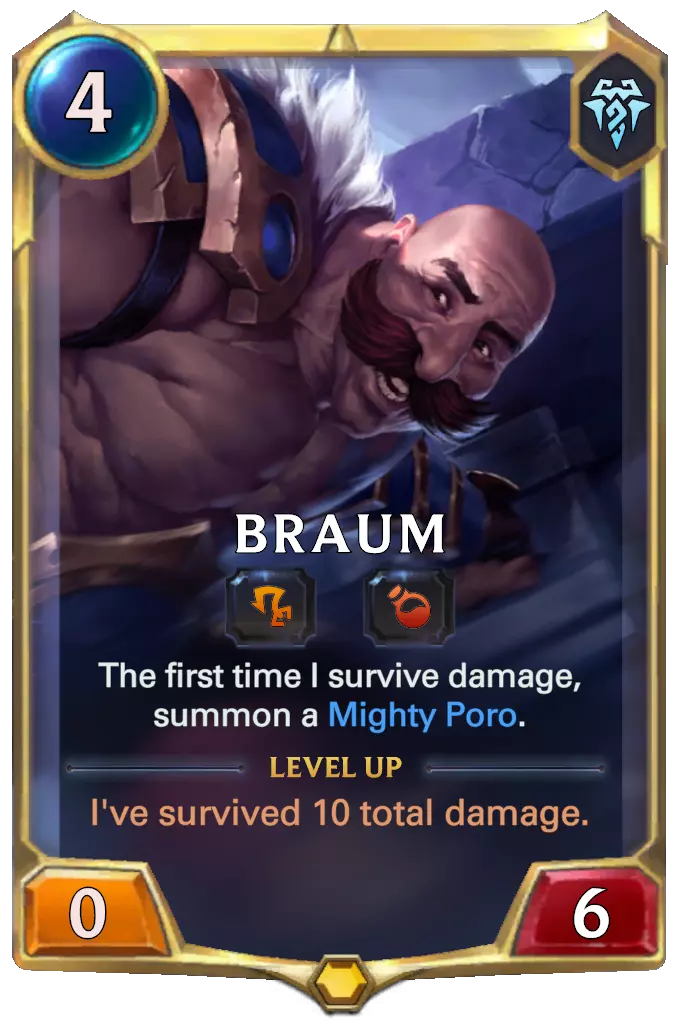 4
BRAUM
The first time I survive damage,
summon a Mighty Poro.
LEVEL UP
I've survived 10 total damage.
0
6